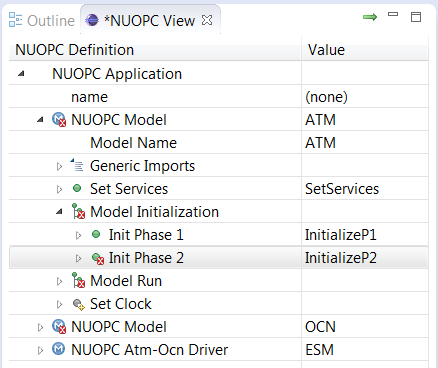 Outline *NUOPC View
NUOPC Definition Value
NUOPC Application
name (none)
NUOPC Model ATM
Model Name ATM
Generic Imports
Set Services SetServices
Model Initialization
Init Phase 1 InitializeP1
Init Phase 2 InitializeP2
Model Run
Set Clock
NUOPC Model OCN
NUOPC Atm-Ocn Driver ESM